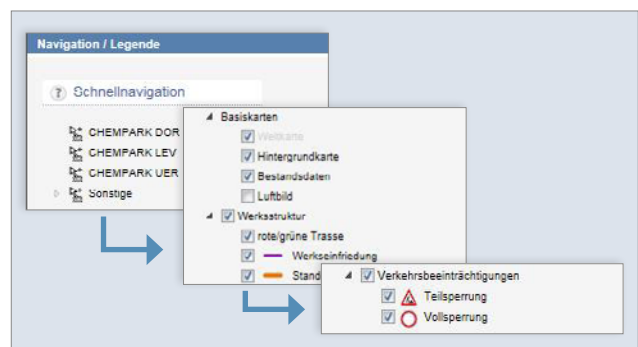 Navigation / Legende
Schnellnavigation
CHEMPARK DOR
CHEMPARK LEV
CHEMPARK UER
Sonstige
Basiskarten
Weltkarte
Hintergrundkarte
Bestandsdaten
Luftbild
Werksstruktur
rote/grüne Trasse
Werkseinfriedung
Stand
Verkehrsbeeinträchtigungen
Teilsperrung
Vollsperrung